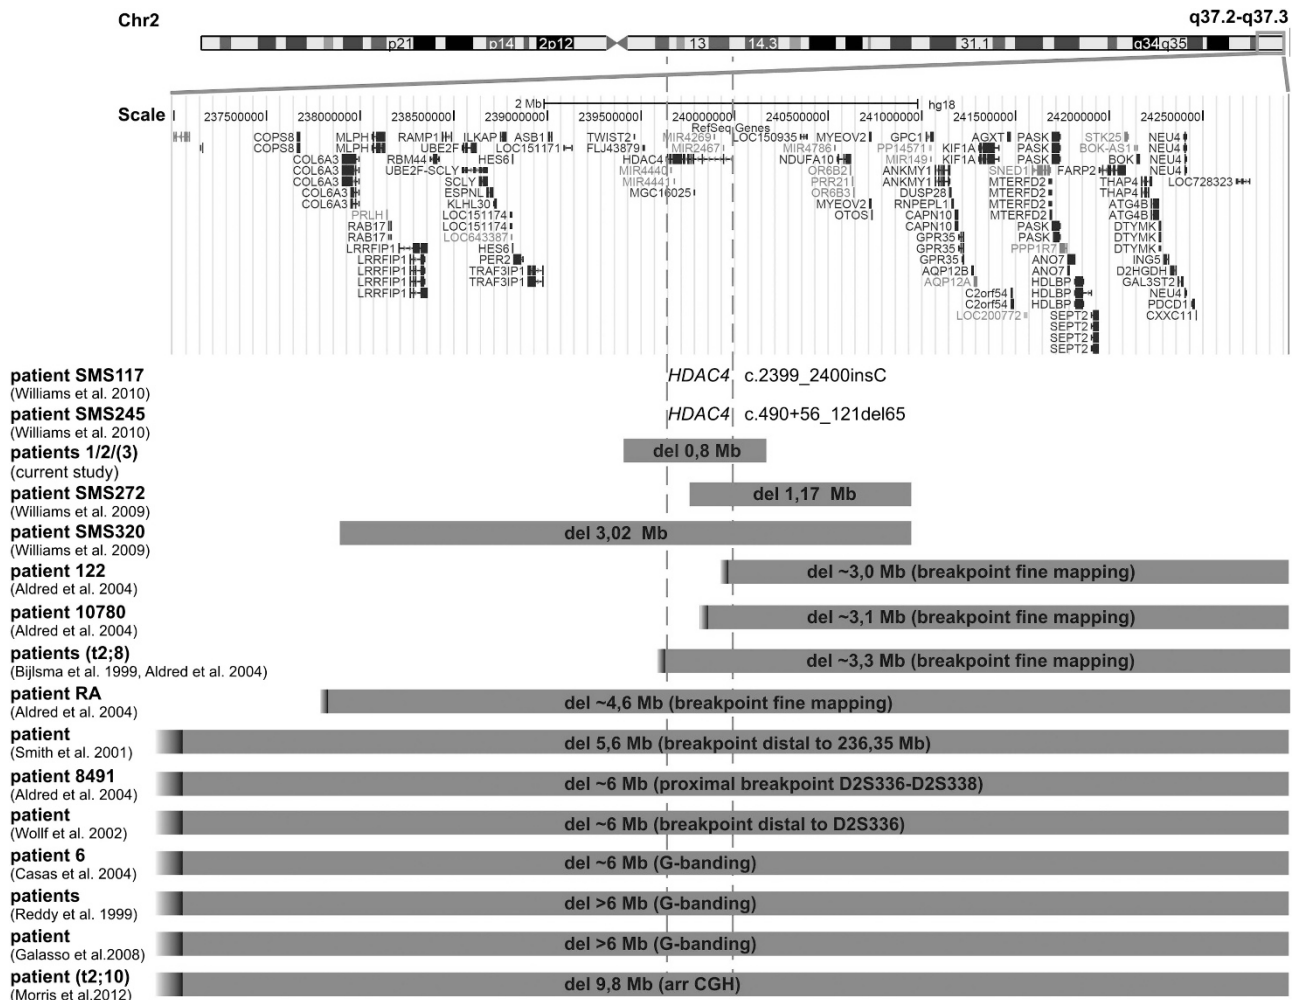 Chr2
q37.2-q37.3
p21 p14 2p12 13 14.3 31.1 q34 q35
Scale
2 Mb hg18
237500000 238000000 238500000 239000000 239500000 240000000 240500000 241000000 241500000 242000000 242500000
RefSeq Genes
COPS8 MLPH RAMP1 ILKAP ASB1 TWIST2 MIR4269 LOC150935 MYEOV2 GPC1 AGXT PASK STK25 NEU4
COPS8 MLPH UBE2F LOC151171 FLJ43879 MIR2467 MIR4786 PP14571 KIF1A PASK BOK-AS1 NEU4
COL6A3 RBM44 HES6 HDAC4 NDUFA10 MIR149 KIF1A PASK BOK NEU4
COL6A3 UBE2F-SCLY MIR4440 OR6B2 ANKMY1 SNED1 FARP2 NEU4
COL6A3 SCLY MIR4441 PRR21 ANKMY1 MTERFD2 THAP4 LOC728323
COL6A3 ESPNL MGC16025 OR6B3 DUSP28 MTERFD2 THAP4
COL6A3 KLHL30 MYEOV2 RNPEPL1 MTERFD2 ATG4B
PRLH LOC151174 OTOS CAPN10 MTERFD2 ATG4B
RAB17 LOC151174 CAPN10 PASK DTYMK
RAB17 LOC643387 GPR35 PASK DTYMK
LRRFIP1 HES6 GPR35 PPP1R7 DTYMK
LRRFIP1 PER2 GPR35 ANO7 ING5
LRRFIP1 TRAF3IP1 AQP12B ANO7 D2HGDH
LRRFIP1 TRAF3IP1 AQP12A HDLBP GAL3ST2
LRRFIP1 C2orf54 HDLBP NEU4
C2orf54 HDLBP PDCD1
LOC200772 SEPT2 CXXC11
SEPT2
SEPT2
SEPT2
patient SMS117
(Williams et al. 2010)
HDAC4 c.2399_2400insC
patient SMS245
(Williams et al. 2010)
HDAC4 c.490+56_121del65
patients 1/2/(3)
(current study)
del 0,8 Mb
patient SMS272
(Williams et al. 2009)
del 1,17 Mb
patient SMS320
(Williams et al. 2009)
del 3,02 Mb
patient 122
(Aldred et al. 2004)
del ~3,0 Mb (breakpoint fine mapping)
patient 10780
(Aldred et al. 2004)
del ~3,1 Mb (breakpoint fine mapping)
patients (t2;8)
(Bijlsma et al. 1999, Aldred et al. 2004)
del ~3,3 Mb (breakpoint fine mapping)
patient RA
(Aldred et al. 2004)
del ~4,6 Mb (breakpoint fine mapping)
patient
(Smith et al. 2001)
del 5,6 Mb (breakpoint distal to 236,35 Mb)
patient 8491
(Aldred et al. 2004)
del ~6 Mb (proximal breakpoint D2S336-D2S338)
patient
(Wollf et al. 2002)
del ~6 Mb (breakpoint distal to D2S336)
patient 6
(Casas et al. 2004)
del ~6 Mb (G-banding)
patients
(Reddy et al. 1999)
del >6 Mb (G-banding)
patient
(Galasso et al.2008)
del >6 Mb (G-banding)
patient (t2;10)
(Morris et al.2012)
del 9,8 Mb (arr CGH)